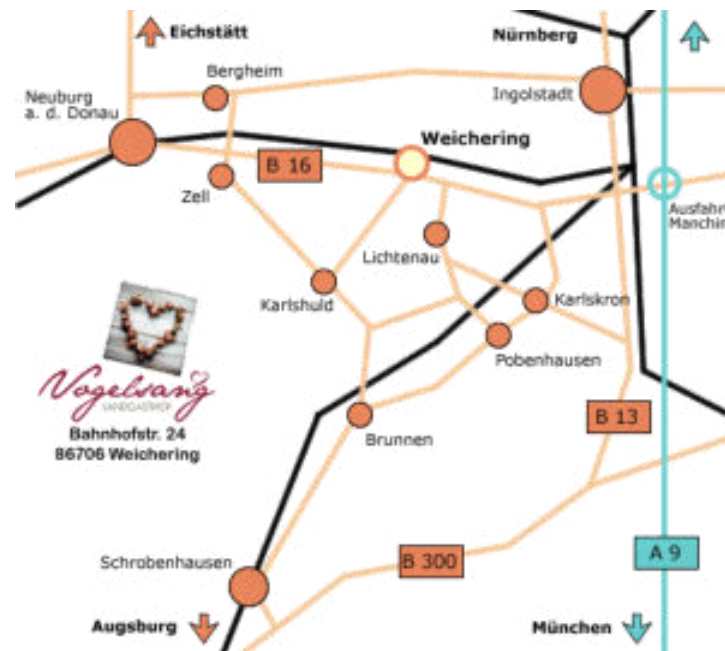 Eichstätt
Nürnberg
Bergheim
Neuburg
a. d. Donau
Ingolstadt
Weichering
B 16
Zell
Ausfahrt
Manchin
Lichtenau
Karlshuld
Karlskron
Pobenhausen
Vogelsang
LANDGASTHOF
Bahnhofstr. 24
86706 Weichering
B 13
Brunnen
Schrobenhausen
B 300
A 9
Augsburg
München